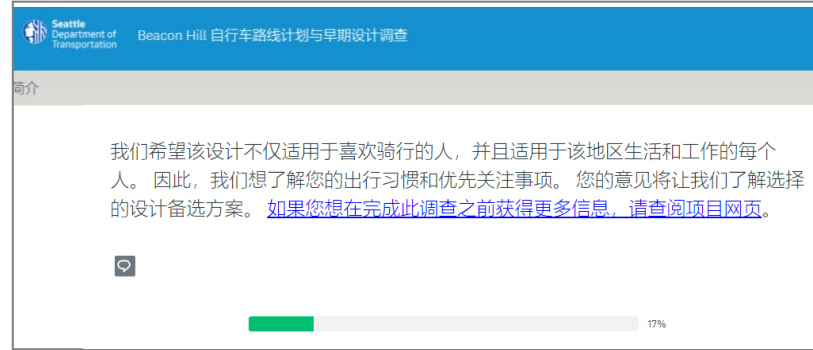 Seattle
Department of
Transportation
Beacon Hill 自行车路线计划与早期设计调查
简介
我们希望该设计不仅适用于喜欢骑行的人，并且适用于该地区生活和工作的每个
人。 因此，我们想了解您的出行习惯和优先关注事项。 您的意见将让我们了解选择
的设计备选方案。 如果您想在完成此调查之前获得更多信息，请查阅项目网页。
17%